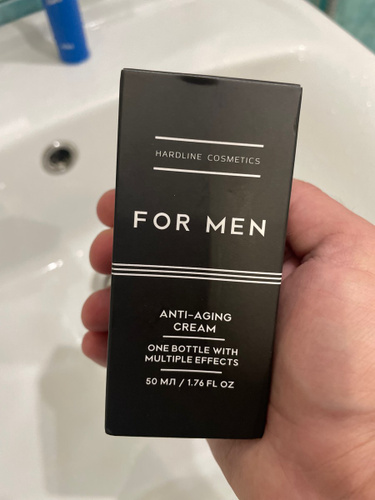 HARDLINE COSMETICS
FOR MEN
ANTI-AGING
CREAM
ONE BOTTLE WITH
MULTIPLE EFFECTS
50 МЛ / 1.76 FL OZ